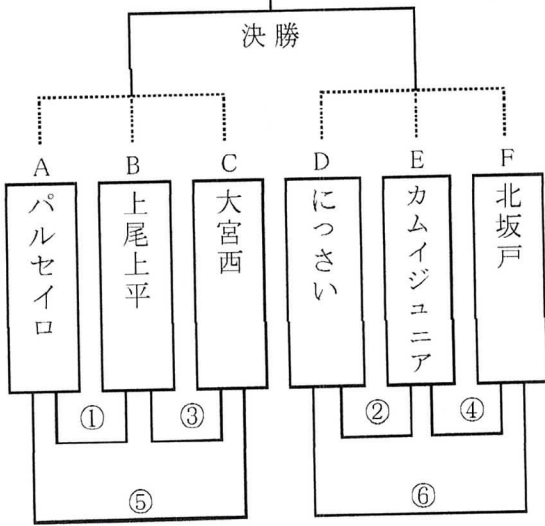 決勝
A B C D E F
パルセイロ
上尾上平
大宮西
にっさい
カムイジュニア
北坂戸
① ③ ② ④
⑤ ⑥